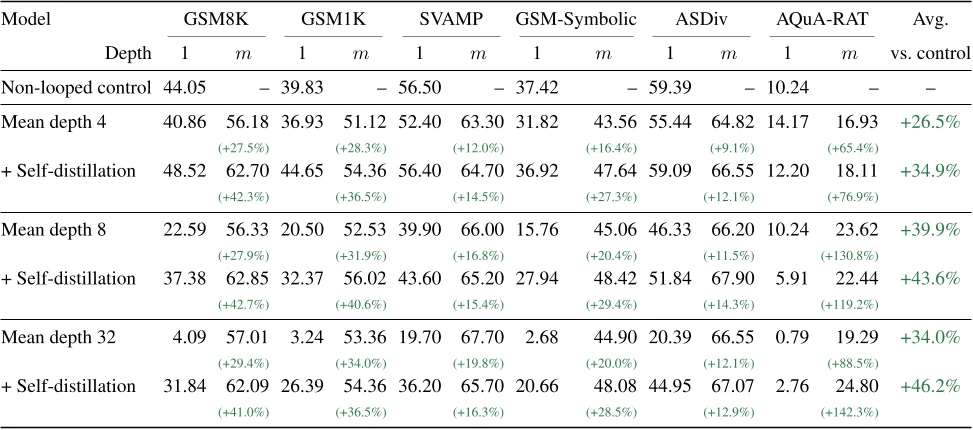 Model GSM8K GSM1K SVAMP GSM-Symbolic ASDiv AQuA-RAT Avg.
Depth 1 m 1 m 1 m 1 m 1 m 1 m vs. control
Non-looped control 44.05 – 39.83 – 56.50 – 37.42 – 59.39 – 10.24 – –
Mean depth 4 40.86 56.18 36.93 51.12 52.40 63.30 31.82 43.56 55.44 64.82 14.17 16.93 +26.5%
(+27.5%) (+28.3%) (+12.0%) (+16.4%) (+9.1%) (+65.4%)
+ Self-distillation 48.52 62.70 44.65 54.36 56.40 64.70 36.92 47.64 59.09 66.55 12.20 18.11 +34.9%
(+42.3%) (+36.5%) (+14.5%) (+27.3%) (+12.1%) (+76.9%)
Mean depth 8 22.59 56.33 20.50 52.53 39.90 66.00 15.76 45.06 46.33 66.20 10.24 23.62 +39.9%
(+27.9%) (+31.9%) (+16.8%) (+20.4%) (+11.5%) (+130.8%)
+ Self-distillation 37.38 62.85 32.37 56.02 43.60 65.20 27.94 48.42 51.84 67.90 5.91 22.44 +43.6%
(+42.7%) (+40.6%) (+15.4%) (+29.4%) (+14.3%) (+119.2%)
Mean depth 32 4.09 57.01 3.24 53.36 19.70 67.70 2.68 44.90 20.39 66.55 0.79 19.29 +34.0%
(+29.4%) (+34.0%) (+19.8%) (+20.0%) (+12.1%) (+88.5%)
+ Self-distillation 31.84 62.09 26.39 54.36 36.20 65.70 20.66 48.08 44.95 67.07 2.76 24.80 +46.2%
(+41.0%) (+36.5%) (+16.3%) (+28.5%) (+12.9%) (+142.3%)